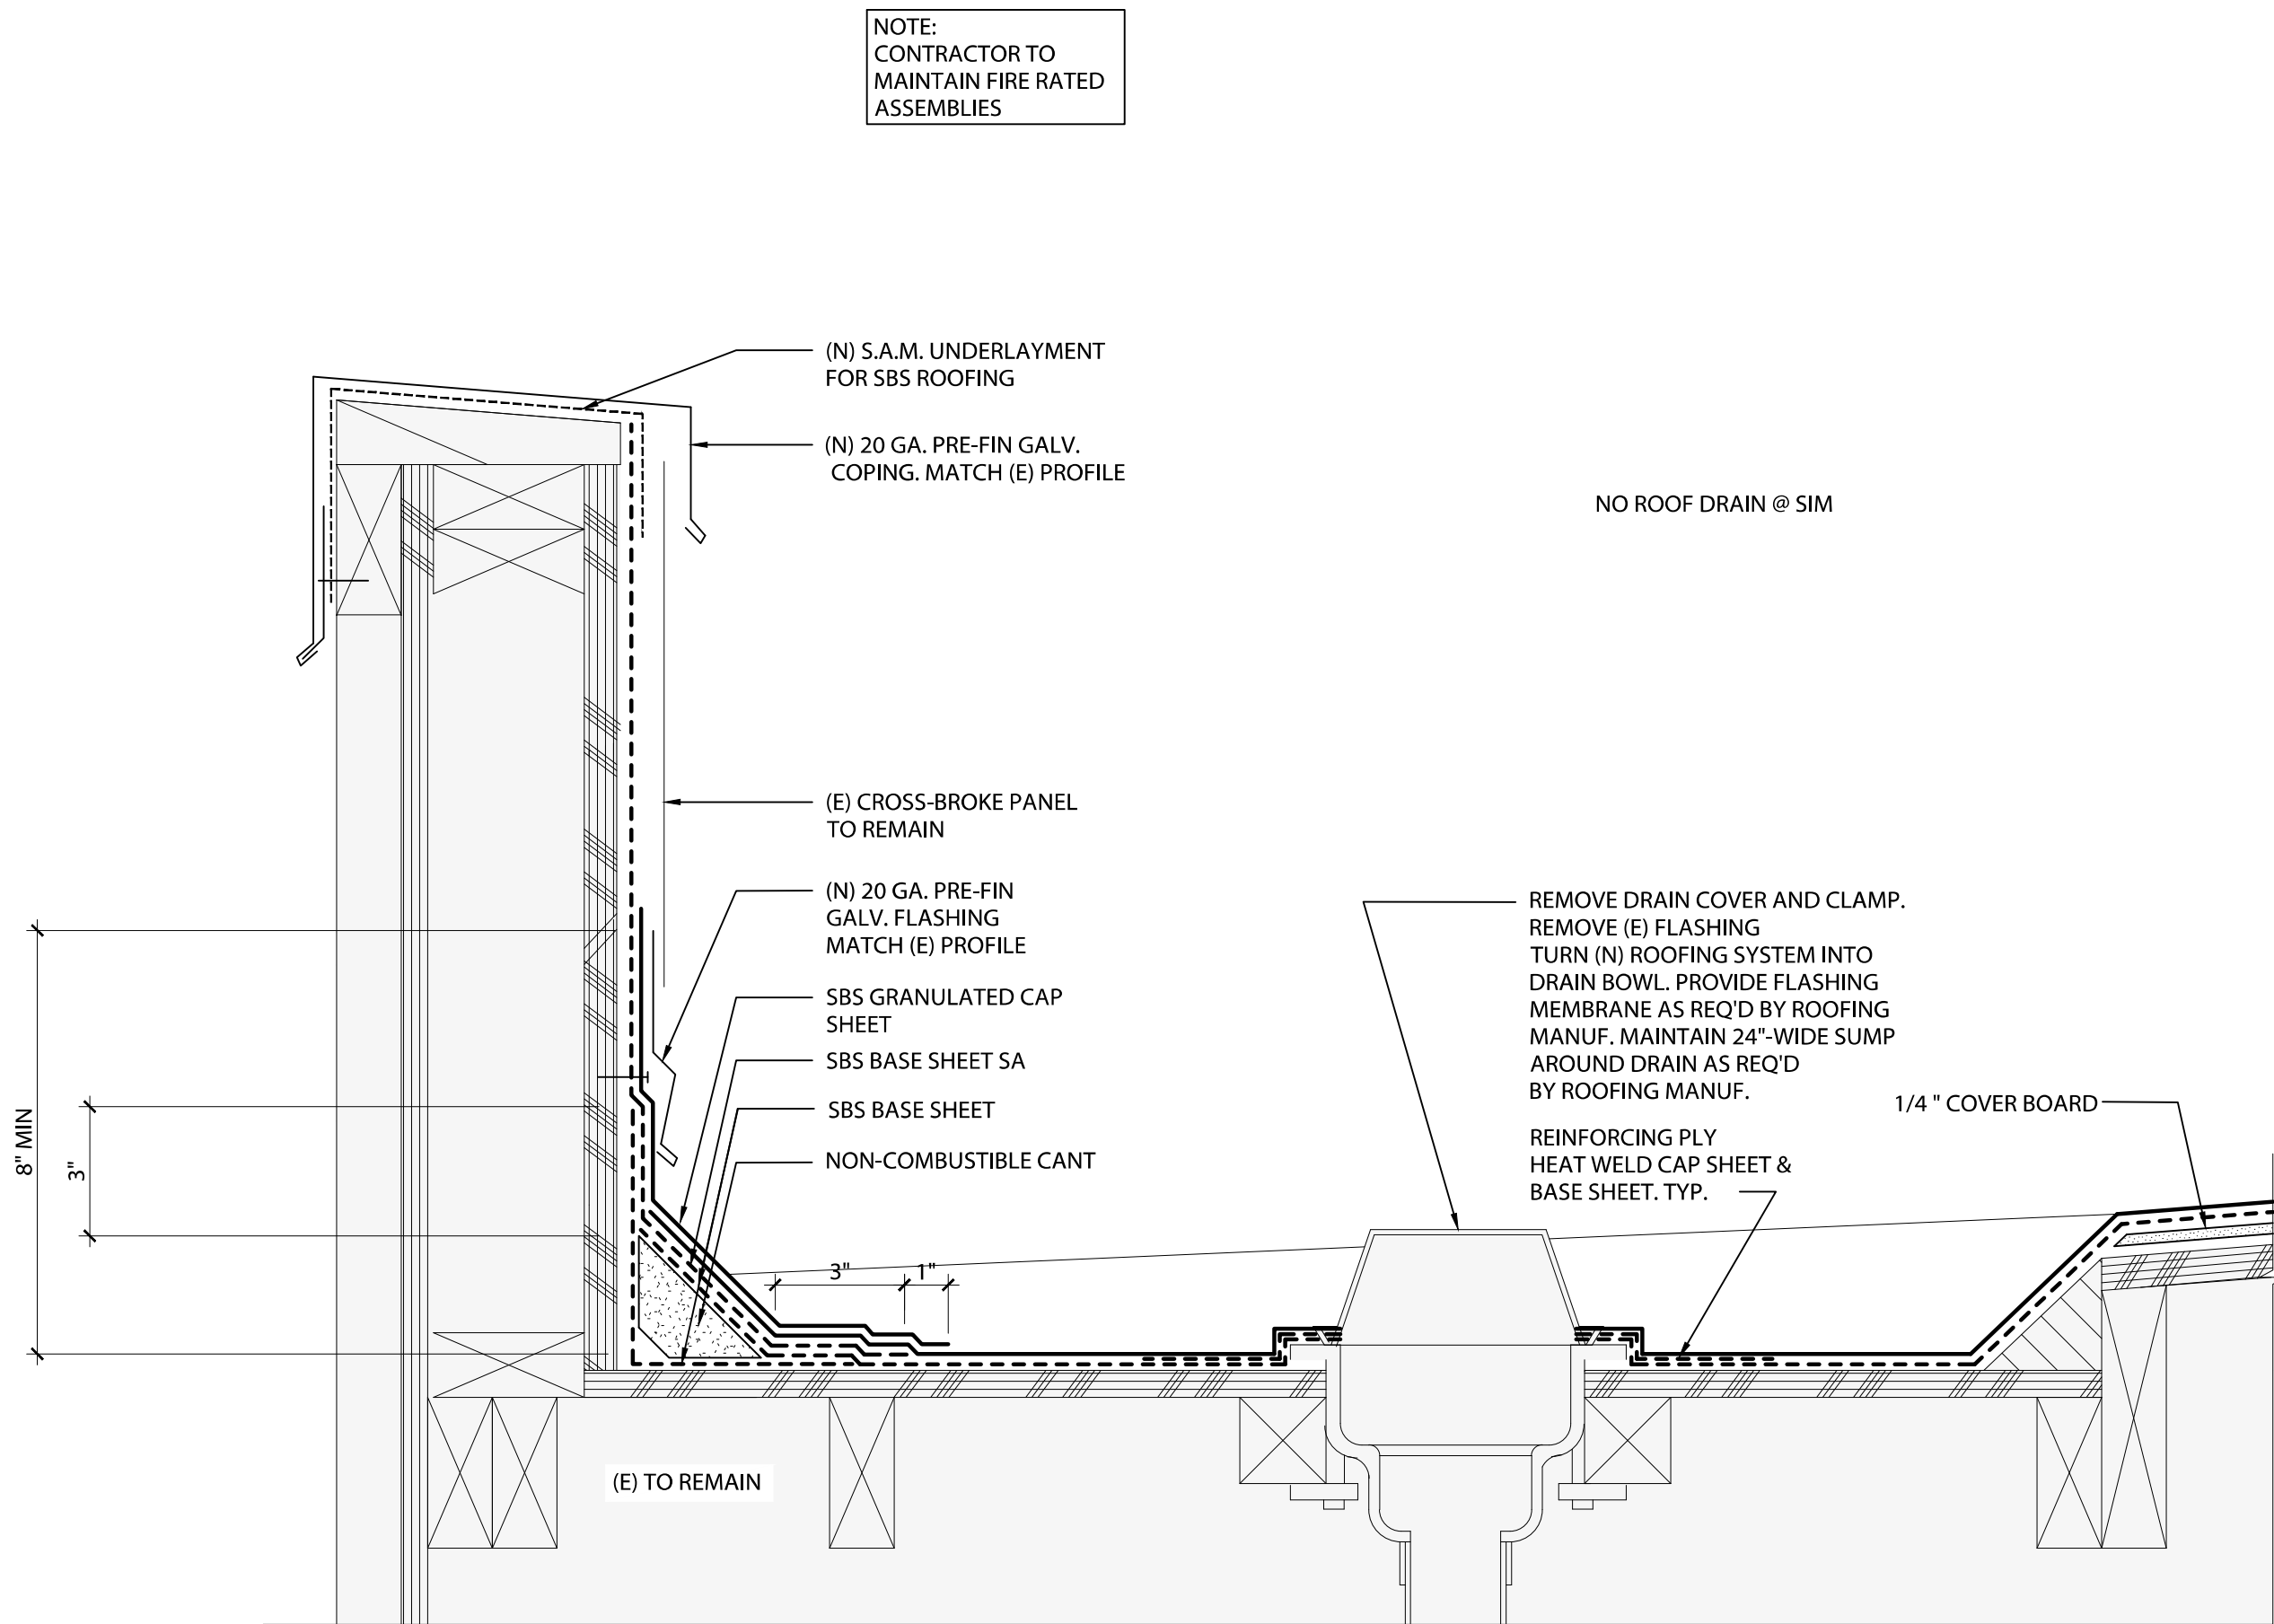 NOTE:
CONTRACTOR TO
MAINTAIN FIRE RATED
ASSEMBLIES
(N) S.A.M. UNDERLAYMENT
FOR SBS ROOFING
(N) 20 GA. PRE-FIN GALV.
COPING. MATCH (E) PROFILE
NO ROOF DRAIN @ SIM
(E) CROSS-BROKE PANEL
TO REMAIN
(N) 20 GA. PRE-FIN
GALV. FLASHING
MATCH (E) PROFILE
SBS GRANULATED CAP
SHEET
SBS BASE SHEET SA
SBS BASE SHEET
NON-COMBUSTIBLE CANT
REMOVE DRAIN COVER AND CLAMP.
REMOVE (E) FLASHING
TURN (N) ROOFING SYSTEM INTO
DRAIN BOWL. PROVIDE FLASHING
MEMBRANE AS REQ'D BY ROOFING
MANUF. MAINTAIN 24"-WIDE SUMP
AROUND DRAIN AS REQ'D
BY ROOFING MANUF.
1/4 " COVER BOARD
REINFORCING PLY
HEAT WELD CAP SHEET &
BASE SHEET. TYP.
8" MIN
3"
3"
1"
(E) TO REMAIN